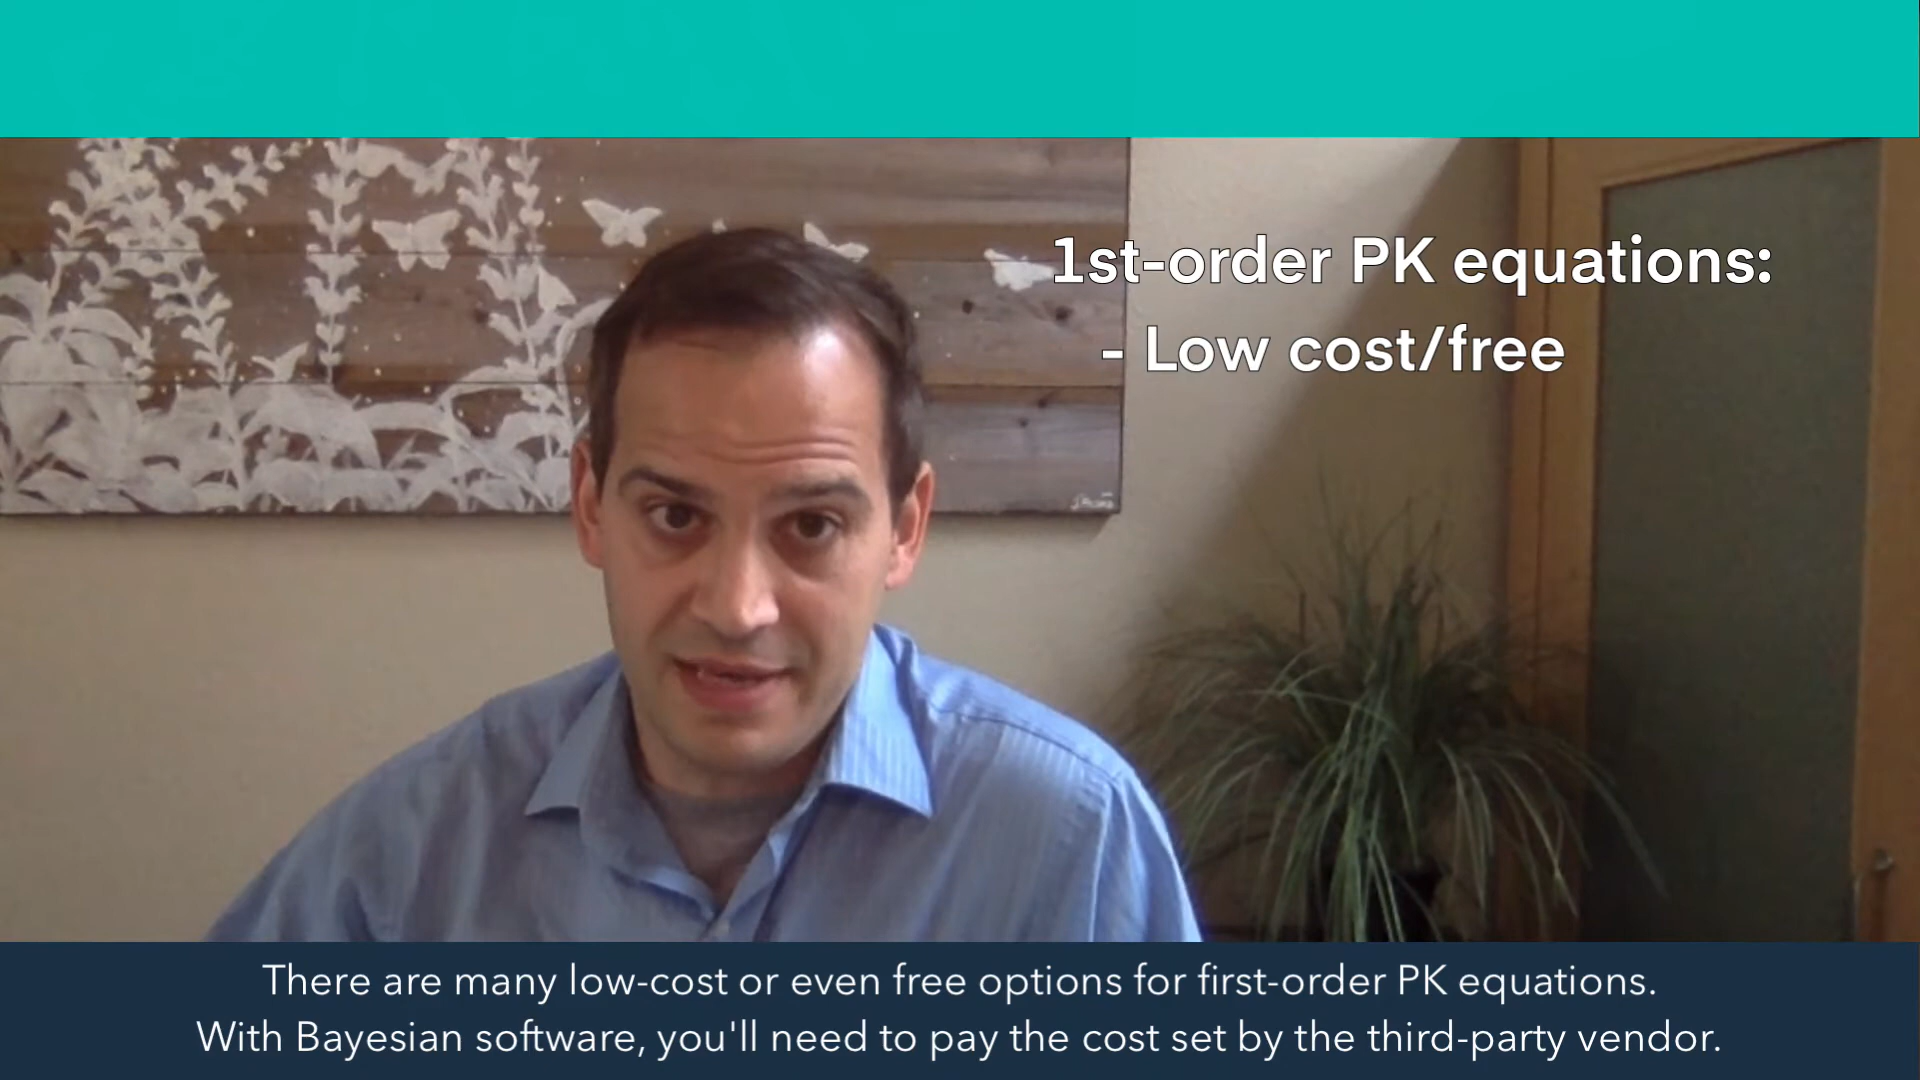 1st-order PK equations:
- Low cost/free
There are many low-cost or even free options for first-order PK equations.
With Bayesian software, you'll need to pay the cost set by the third-party vendor.